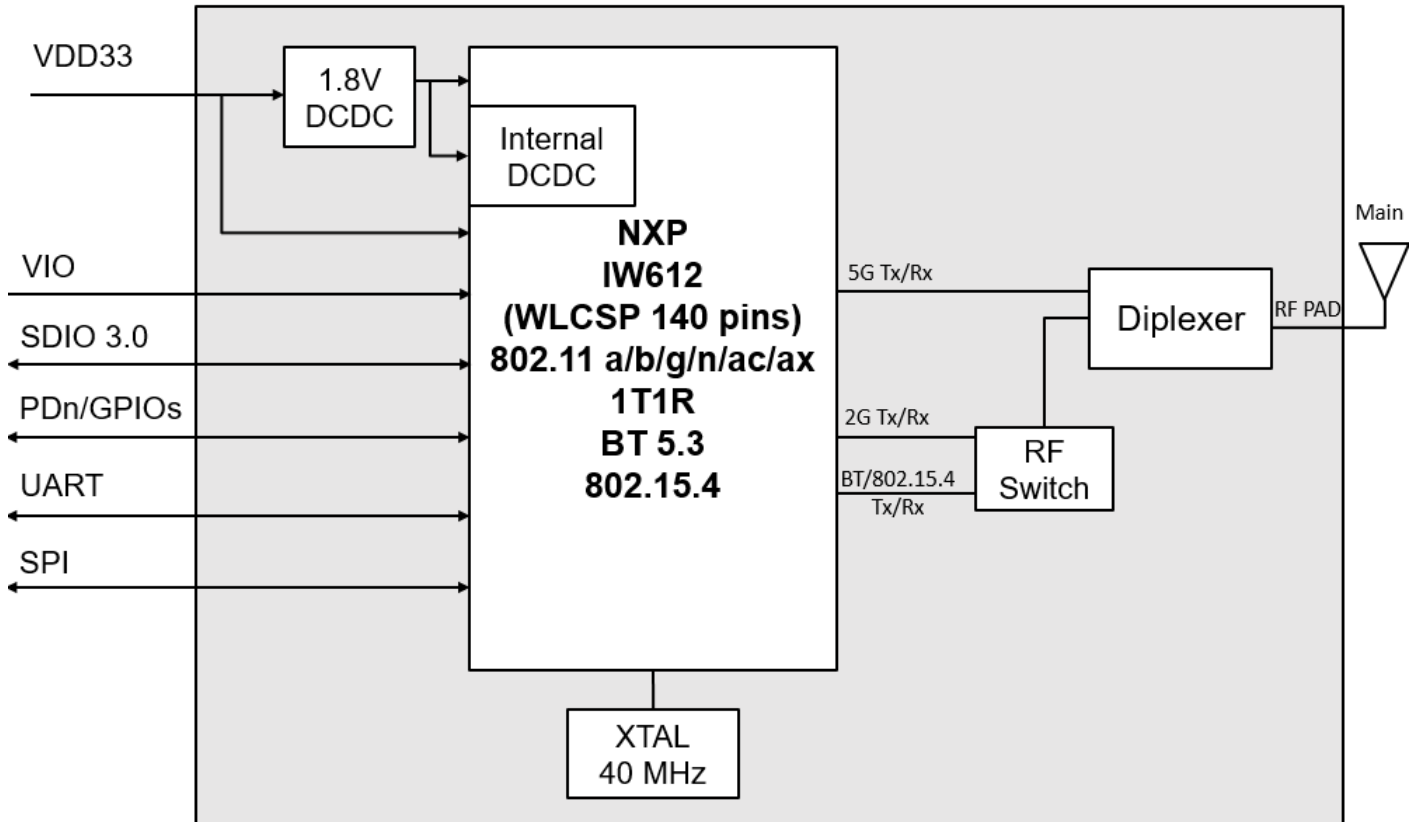 VDD33
1.8V
DCDC
Internal
DCDC
NXP
IW612
(WLCSP 140 pins)
802.11 a/b/g/n/ac/ax
1T1R
BT 5.3
802.15.4
VIO
SDIO 3.0
PDn/GPIOs
UART
SPI
5G Tx/Rx
2G Tx/Rx
BT/802.15.4
Tx/Rx
RF
Switch
Diplexer
RF PAD
Main
XTAL
40 MHz